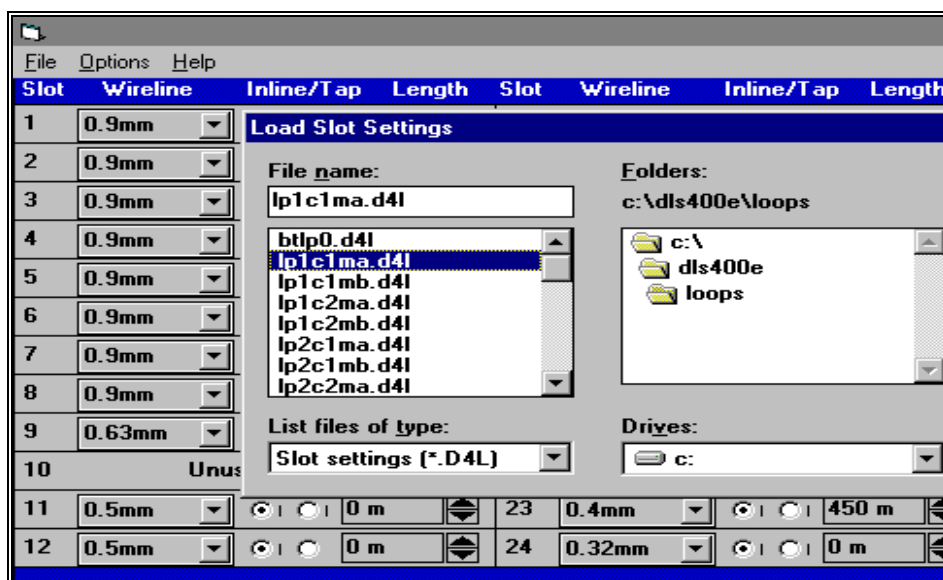 File Options Help
Slot Wireline Inline/Tap Length Slot Wireline Inline/Tap Length
1 0.9mm
2 0.9mm
3 0.9mm
4 0.9mm
5 0.9mm
6 0.9mm
7 0.9mm
8 0.9mm
9 0.63mm
10 Unus
Load Slot Settings
File name:
lp1c1ma.d4l
btlp0.d4l
lp1c1ma.d4l
lp1c1mb.d4l
lp1c2ma.d4l
lp1c2mb.d4l
lp2c1ma.d4l
lp2c1mb.d4l
lp2c2ma.d4l
List files of type:
Slot settings (*.D4L)
Folders:
c:\dls400e\loops
c:\
dls400e
loops
Drives:
c:
11 0.5mm I I 0 m 23 0.4mm I I 450 m
12 0.5mm I 0 m 24 0.32mm I I 0 m